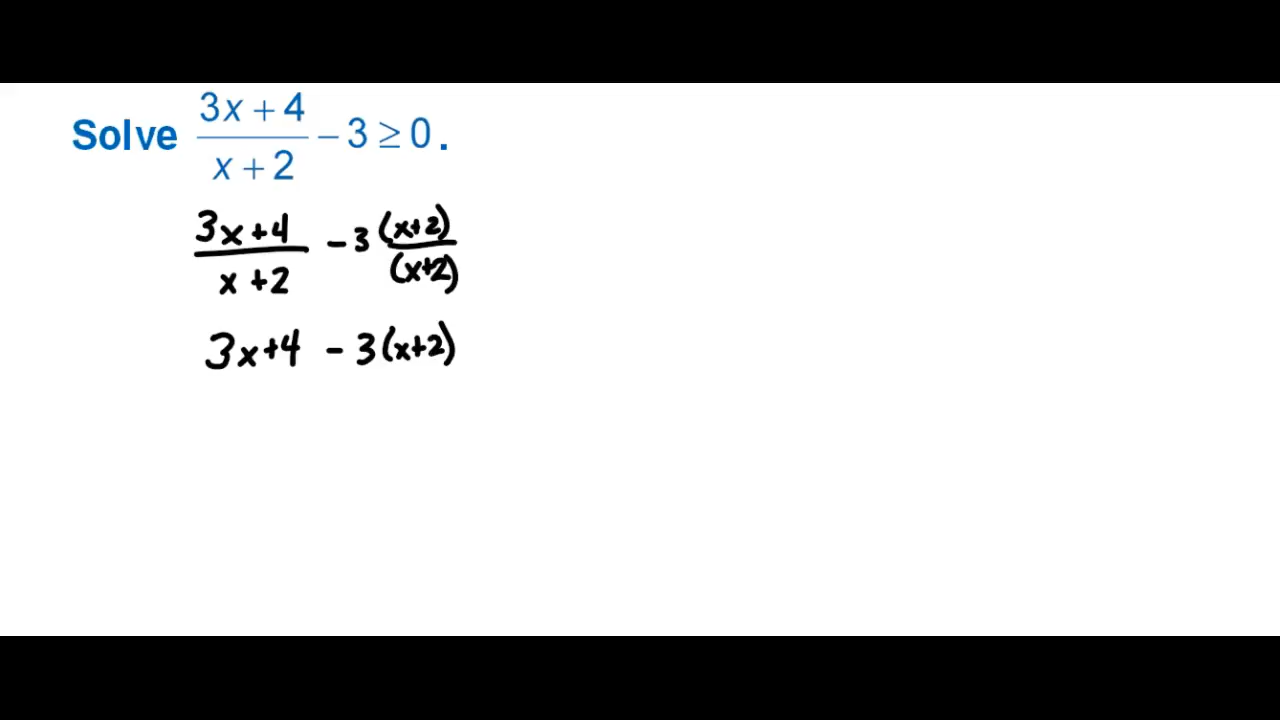 Solve (3x + 4)/(x + 2) − 3 ≥ 0.
(3x+4)/(x+2) − 3 (x+2)/(x+2)
3x+4 − 3(x+2)